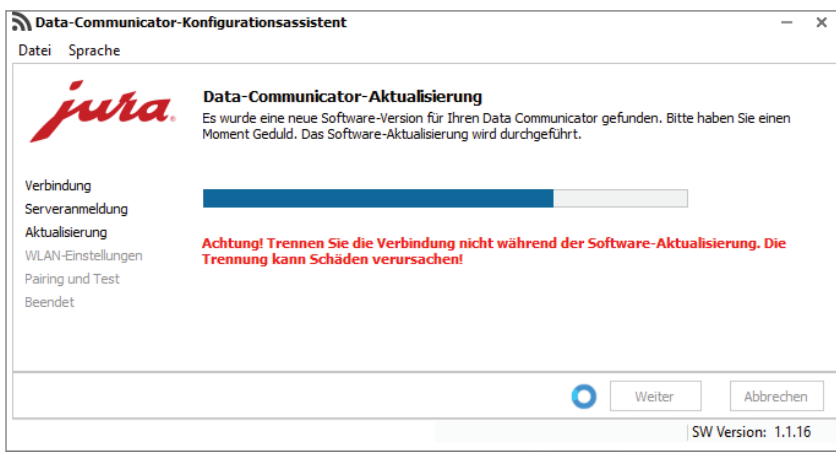 Data-Communicator-Konfigurationsassistent
Datei Sprache
jura
Data-Communicator-Aktualisierung
Es wurde eine neue Software-Version für Ihren Data Communicator gefunden. Bitte haben Sie einen
Moment Geduld. Das Software-Aktualisierung wird durchgeführt.
Verbindung
Serveranmeldung
Aktualisierung
WLAN-Einstellungen
Pairing und Test
Beendet
Achtung! Trennen Sie die Verbindung nicht während der Software-Aktualisierung. Die
Trennung kann Schäden verursachen!
Weiter Abbrechen
SW Version: 1.1.16